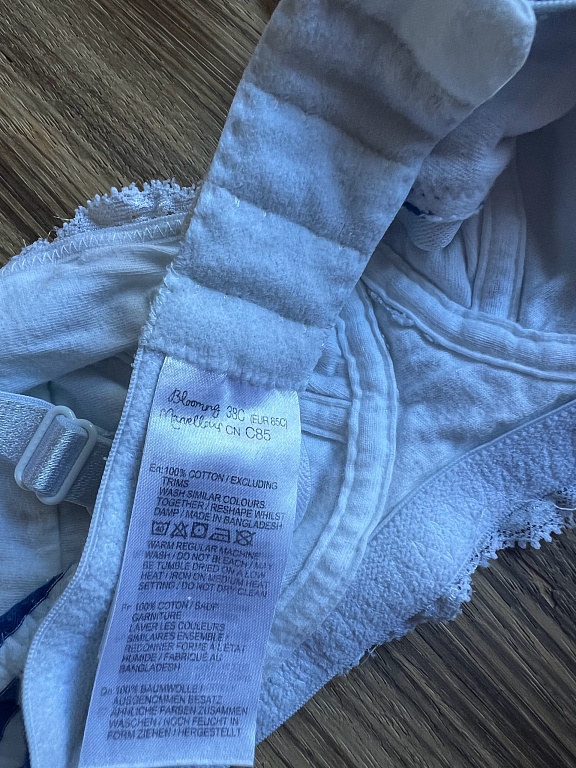 Blooming 38C (EUR 85C)
Marvellous CN C85
En:100% COTTON / EXCLUDING
TRIMS
WASH SIMILAR COLOURS
TOGETHER / RESHAPE WHILST
DAMP / MADE IN BANGLADESH
WARM REGULAR MACHINE
WASH / DO NOT BLEACH / MAY
BE TUMBLE DRIED ON A LOW
HEAT / IRON ON MEDIUM HEAT
SETTING / DO NOT DRY CLEAN
Fr:100% COTON / SAUF
GARNITURE
LAVER LES COULEURS
SIMILAIRES ENSEMBLE /
REDONNER FORME A L'ÉTAT
HUMIDE / FABRIQUÉ AU
BANGLADESH
Gn:100% BAUMWOLLE /
AUSGENOMMEN BESATZ
ÄHNLICHE FARBEN ZUSAMMEN
WASCHEN / NOCH FEUCHT IN
FORM ZIEHEN / HERGESTELLT